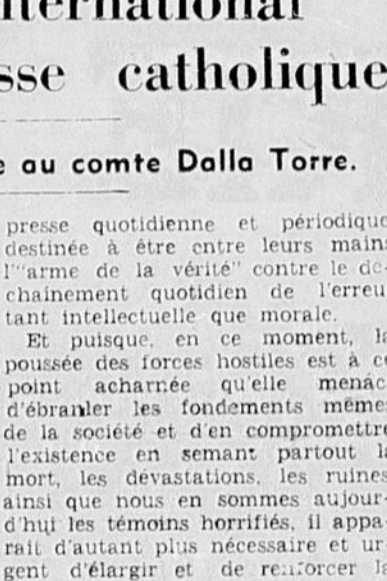 international
sse catholique
e au comte Dalla Torre.
presse quotidienne et périodique
destinée à être entre leurs mains
l'"arme de la vérité" contre le dé-
chaînement quotidien de l'erreu
tant intellectuelle que morale.
Et puisque, en ce moment, la
poussée des forces hostiles est à ce
point acharnée qu'elle menac
d'ébranler les fondements même
de la société et d'en compromettre
l'existence en semant partout la
mort, les dévastations, les ruines
ainsi que nous en sommes aujour-
d'hui les témoins horrifiés, il appa-
rait d'autant plus nécessaire et ur
gent d'élargir et de renforcer la